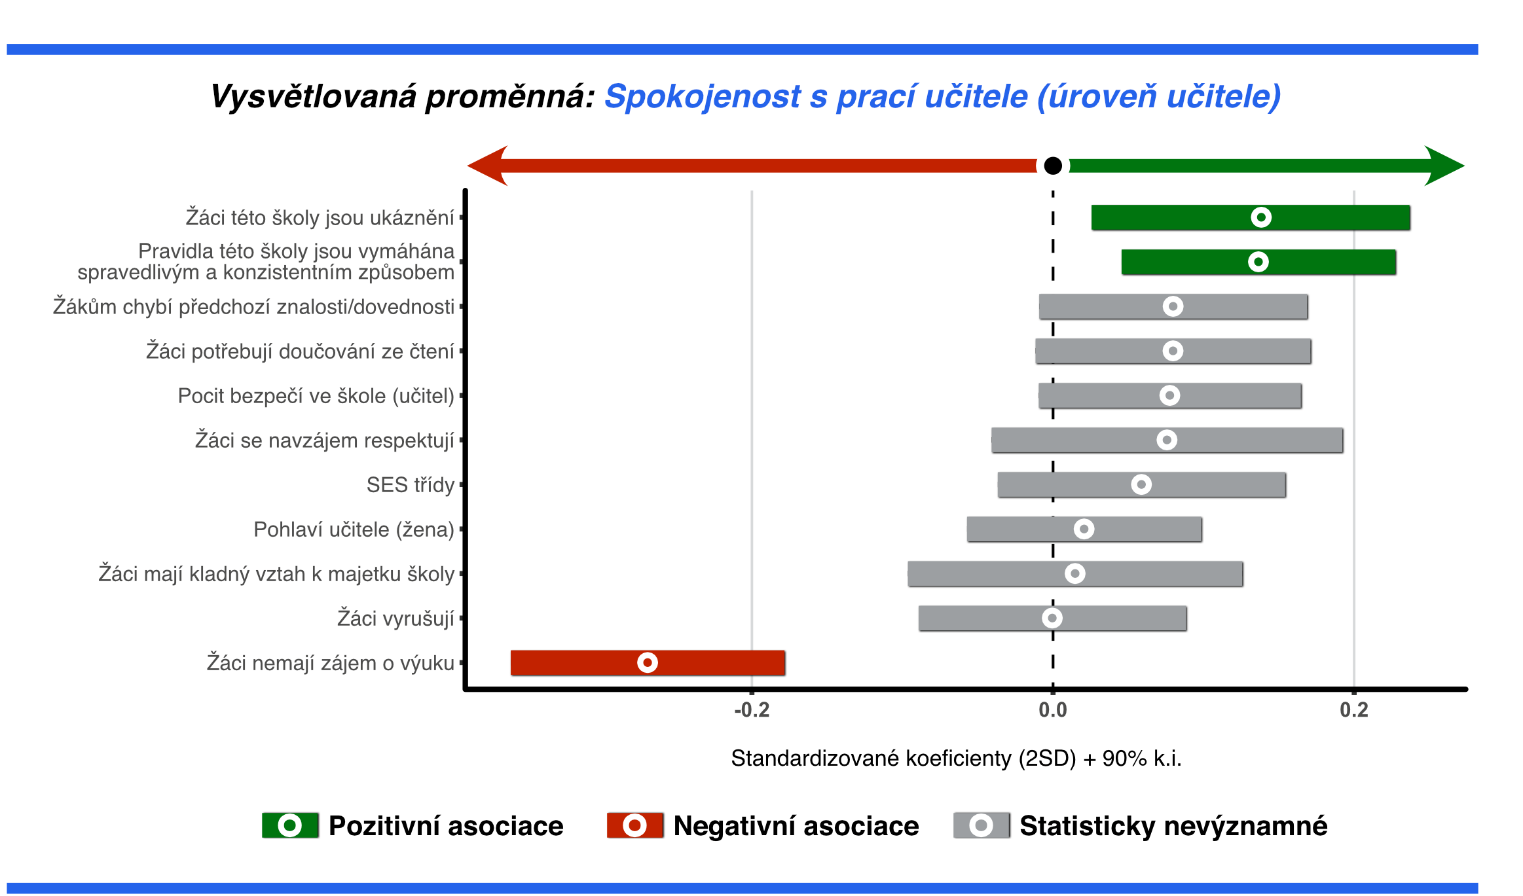 Vysvětlovaná proměnná: Spokojenost s prací učitele (úroveň učitele)
Žáci této školy jsou ukáznění
Pravidla této školy jsou vymáhána
spravedlivým a konzistentním způsobem
Žákům chybí předchozí znalosti/dovednosti
Žáci potřebují doučování ze čtení
Pocit bezpečí ve škole (učitel)
Žáci se navzájem respektují
SES třídy
Pohlaví učitele (žena)
Žáci mají kladný vztah k majetku školy
Žáci vyrušují
Žáci nemají zájem o výuku
-0.2 0.0 0.2
Standardizované koeficienty (2SD) + 90% k.i.
Pozitivní asociace Negativní asociace Statisticky nevýznamné